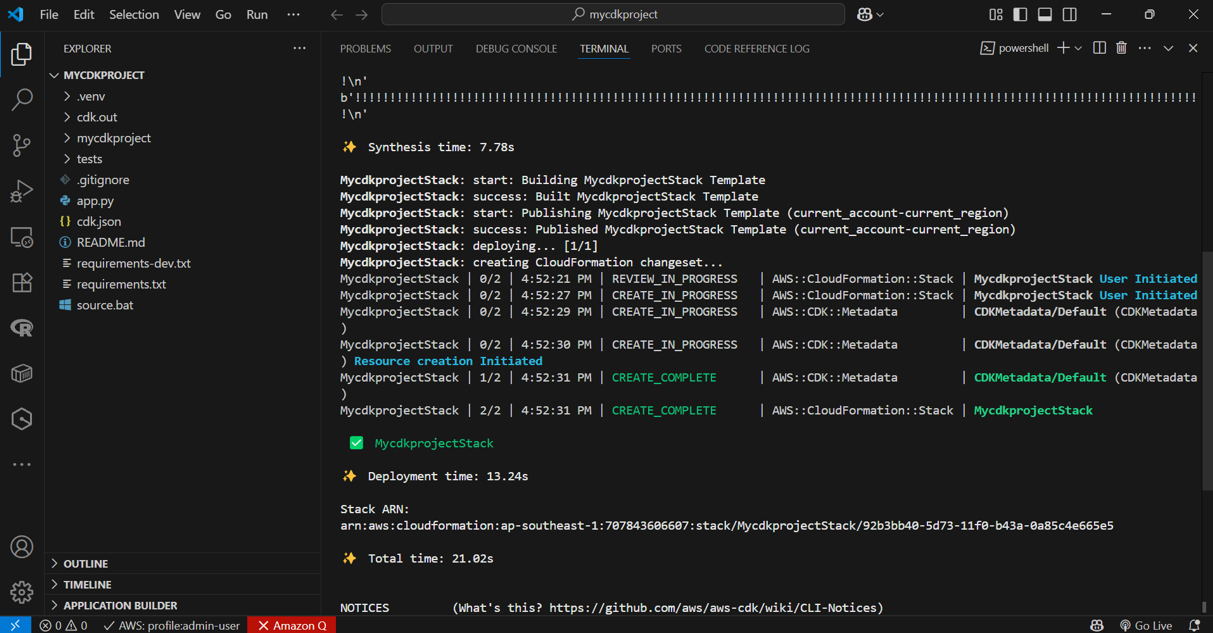 File Edit Selection View Go Run ··· mycdkproject
EXPLORER ···
MYCDKPROJECT
.venv
cdk.out
mycdkproject
tests
.gitignore
app.py
{} cdk.json
README.md
requirements-dev.txt
requirements.txt
source.bat
OUTLINE
TIMELINE
APPLICATION BUILDER
PROBLEMS OUTPUT DEBUG CONSOLE TERMINAL PORTS CODE REFERENCE LOG powershell
!\n'
b'!!!!!!!!!!!!!!!!!!!!!!!!!!!!!!!!!!!!!!!!!!!!!!!!!!!!!!!!!!!!!!!!!!!!!!!!!!!!!!!!!!!!!!!!!!!!!!!!!!!!!!!!!!!!!!!!!!!!!!!!
!\n'
✨ Synthesis time: 7.78s
MycdkprojectStack: start: Building MycdkprojectStack Template
MycdkprojectStack: success: Built MycdkprojectStack Template
MycdkprojectStack: start: Publishing MycdkprojectStack Template (current_account-current_region)
MycdkprojectStack: success: Published MycdkprojectStack Template (current_account-current_region)
MycdkprojectStack: deploying... [1/1]
MycdkprojectStack: creating CloudFormation changeset...
MycdkprojectStack | 0/2 | 4:52:21 PM | REVIEW_IN_PROGRESS | AWS::CloudFormation::Stack | MycdkprojectStack User Initiated
MycdkprojectStack | 0/2 | 4:52:27 PM | CREATE_IN_PROGRESS | AWS::CloudFormation::Stack | MycdkprojectStack User Initiated
MycdkprojectStack | 0/2 | 4:52:29 PM | CREATE_IN_PROGRESS | AWS::CDK::Metadata | CDKMetadata/Default (CDKMetadata
)
MycdkprojectStack | 0/2 | 4:52:30 PM | CREATE_IN_PROGRESS | AWS::CDK::Metadata | CDKMetadata/Default (CDKMetadata
) Resource creation Initiated
MycdkprojectStack | 1/2 | 4:52:31 PM | CREATE_COMPLETE | AWS::CDK::Metadata | CDKMetadata/Default (CDKMetadata
)
MycdkprojectStack | 2/2 | 4:52:31 PM | CREATE_COMPLETE | AWS::CloudFormation::Stack | MycdkprojectStack
✅ MycdkprojectStack
✨ Deployment time: 13.24s
Stack ARN:
arn:aws:cloudformation:ap-southeast-1:707843606607:stack/MycdkprojectStack/92b3bb40-5d73-11f0-b43a-0a85c4e665e5
✨ Total time: 21.02s
NOTICES (What's this? https://github.com/aws/aws-cdk/wiki/CLI-Notices)
0 0 AWS: profile:admin-user Amazon Q Go Live